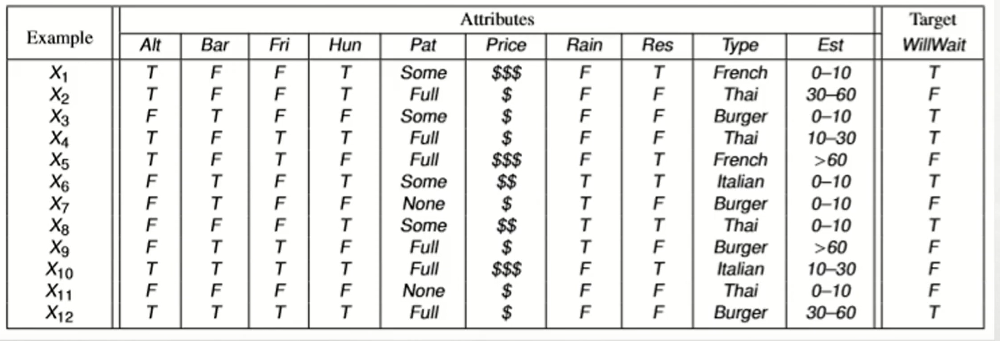 Example Attributes Target
Alt Bar Fri Hun Pat Price Rain Res Type Est WillWait
X1 T F F T Some $$$ F T French 0–10 T
X2 T F F T Full $ F F Thai 30–60 F
X3 F T F F Some $ F F Burger 0–10 T
X4 T F T T Full $ F F Thai 10–30 T
X5 T F T F Full $$$ F T French >60 F
X6 F T F T Some $$ T T Italian 0–10 T
X7 F T F F None $ T F Burger 0–10 F
X8 F F F T Some $$ T T Thai 0–10 T
X9 F T T F Full $ T F Burger >60 F
X10 T T T T Full $$$ F T Italian 10–30 F
X11 F F F F None $ F F Thai 0–10 F
X12 T T T T Full $ F F Burger 30–60 T